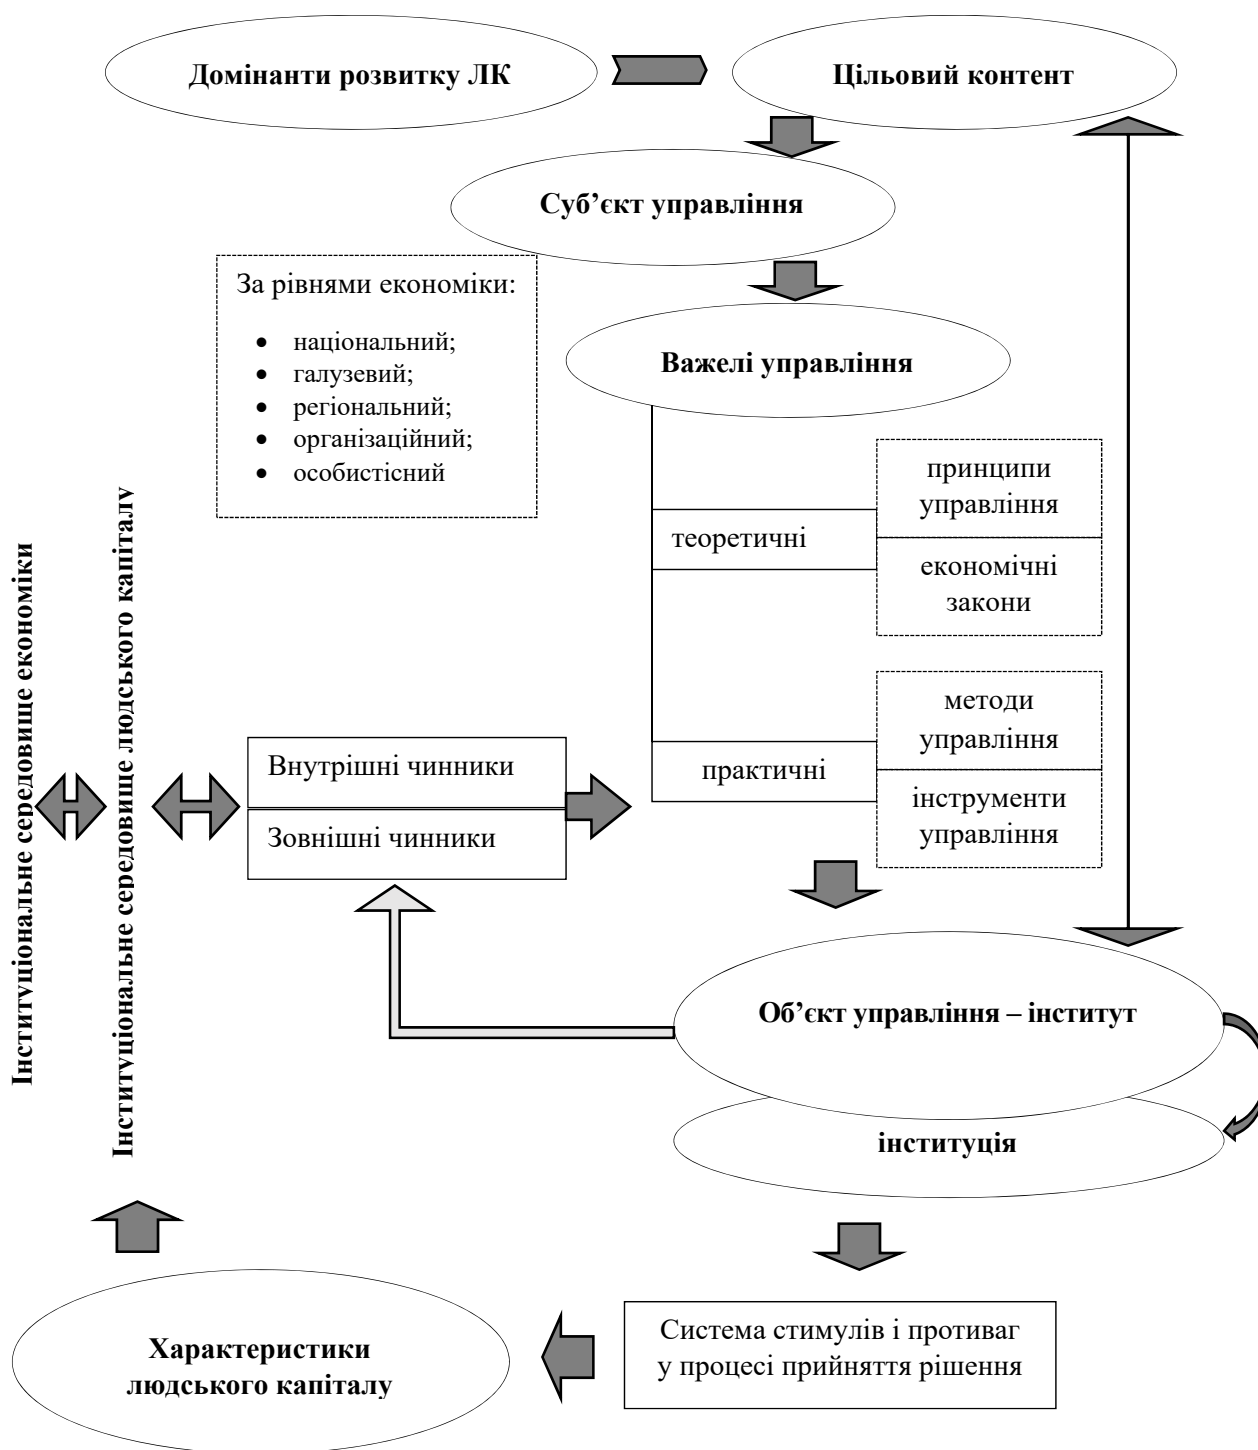 Домінанти розвитку ЛК
Цільовий контент
Суб’єкт управління
За рівнями економіки:
• національний;
• галузевий;
• регіональний;
• організаційний;
• особистісний
Важелі управління
теоретичні
принципи
управління
економічні
закони
практичні
методи
управління
інструменти
управління
Інституціональне середовище економіки
Інституціональне середовище людського капіталу
Внутрішні чинники
Зовнішні чинники
Об’єкт управління – інститут
інституція
Система стимулів і противаг
у процесі прийняття рішення
Характеристики
людського капіталу